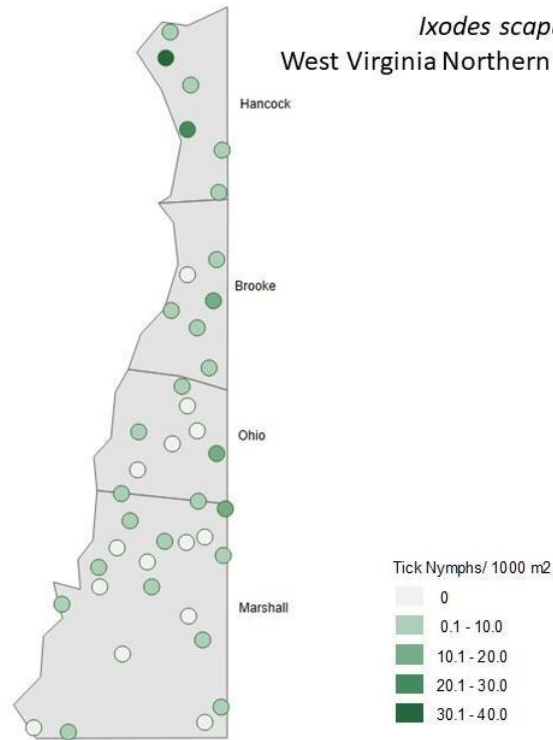 Ixodes
West Virginia Northern
Hancock
Brooke
Ohio
Marshall
Tick Nymphs/ 1000 m2
0
0.1 - 10.0
10.1 - 20.0
20.1 - 30.0
30.1 - 40.0